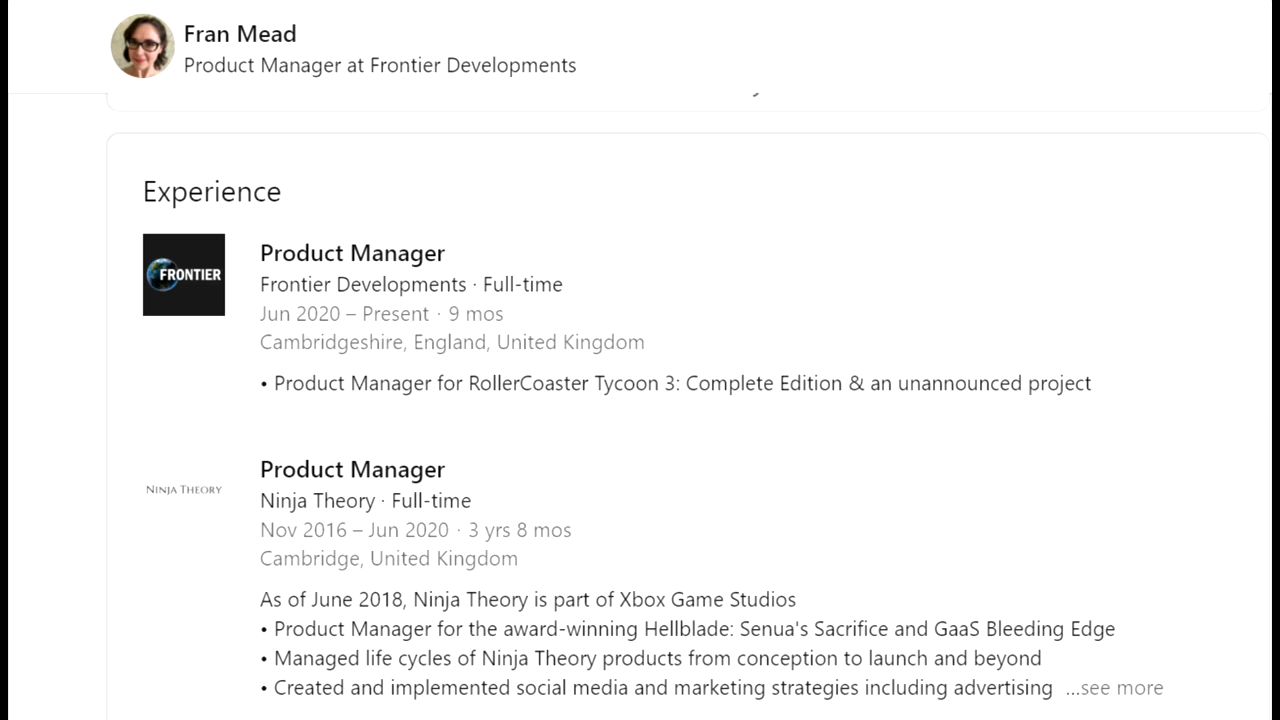 Fran Mead
Product Manager at Frontier Developments
Experience
FRONTIER
Product Manager
Frontier Developments · Full-time
Jun 2020 – Present · 9 mos
Cambridgeshire, England, United Kingdom
• Product Manager for RollerCoaster Tycoon 3: Complete Edition & an unannounced project
NINJA THEORY
Product Manager
Ninja Theory · Full-time
Nov 2016 – Jun 2020 · 3 yrs 8 mos
Cambridge, United Kingdom
As of June 2018, Ninja Theory is part of Xbox Game Studios
• Product Manager for the award-winning Hellblade: Senua's Sacrifice and GaaS Bleeding Edge
• Managed life cycles of Ninja Theory products from conception to launch and beyond
• Created and implemented social media and marketing strategies including advertising ...see more